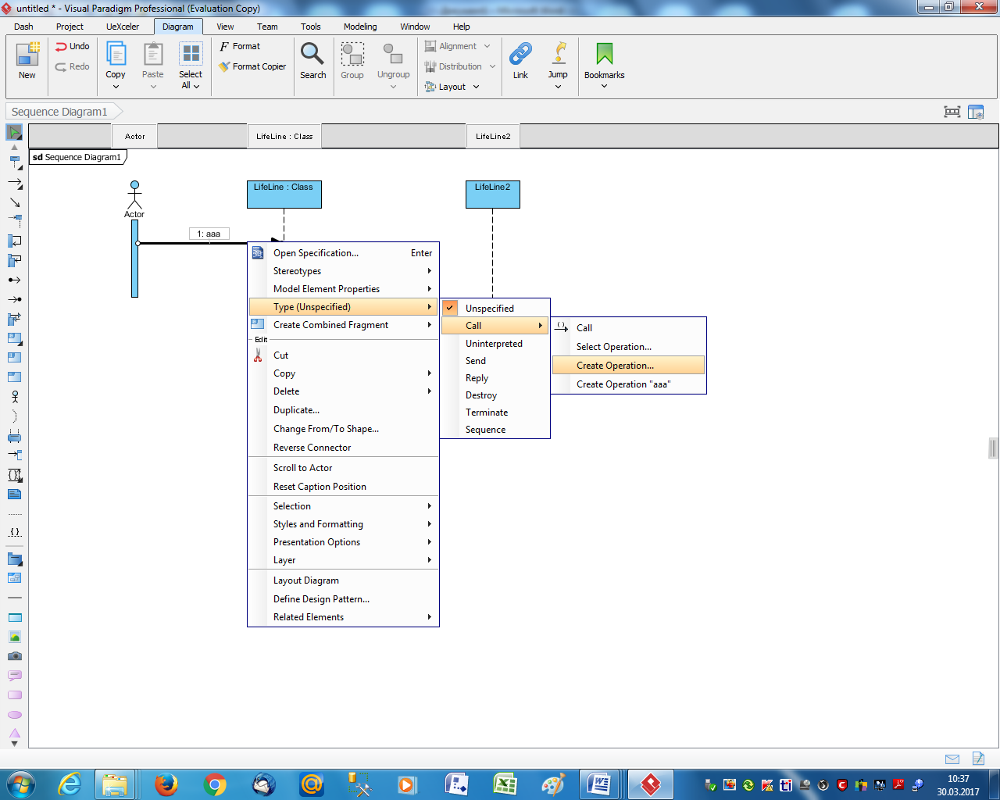 untitled * - Visual Paradigm Professional (Evaluation Copy)
Dash Project UeXceler Diagram View Team Tools Modeling Window Help
New
Undo
Redo
Copy
Paste
Select
All
Format
Format Copier
Search
Group
Ungroup
Alignment
Distribution
Layout
Link
Jump
Bookmarks
Sequence Diagram1
Actor LifeLine : Class LifeLine2
sd Sequence Diagram1
LifeLine : Class LifeLine2
Actor
1: aaa
Open Specification... Enter
Stereotypes
Model Element Properties
Type (Unspecified)
Create Combined Fragment
Edit
Cut
Copy
Delete
Duplicate...
Change From/To Shape...
Reverse Connector
Scroll to Actor
Reset Caption Position
Selection
Styles and Formatting
Presentation Options
Layer
Layout Diagram
Define Design Pattern...
Related Elements
Unspecified
Call
Uninterpreted
Send
Reply
Destroy
Terminate
Sequence
Call
Select Operation...
Create Operation...
Create Operation "aaa"
10:37
30.03.2017